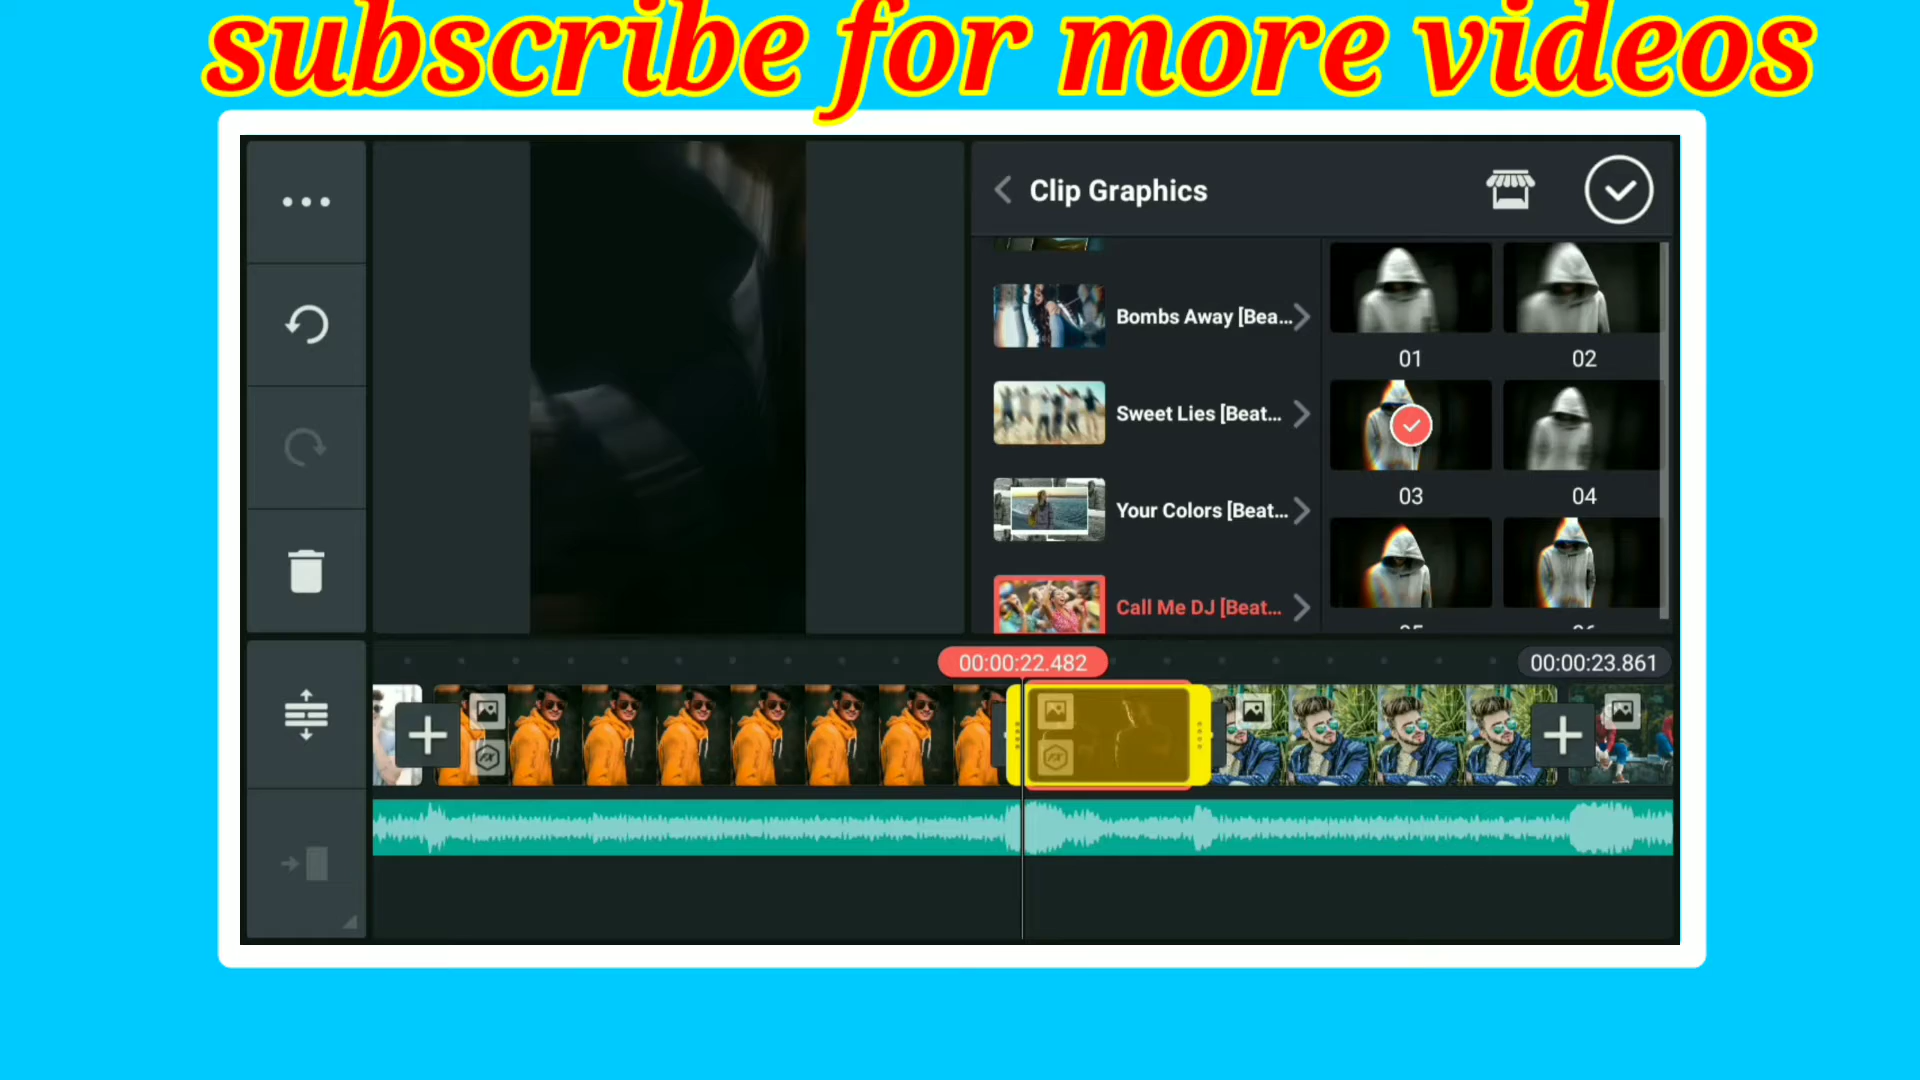 subscribe for more videos
Clip Graphics
Bombs Away [Bea...
Sweet Lies [Beat...
Your Colors [Beat...
Call Me DJ [Beat...
01
02
03
04
00:00:22.482
00:00:23.861